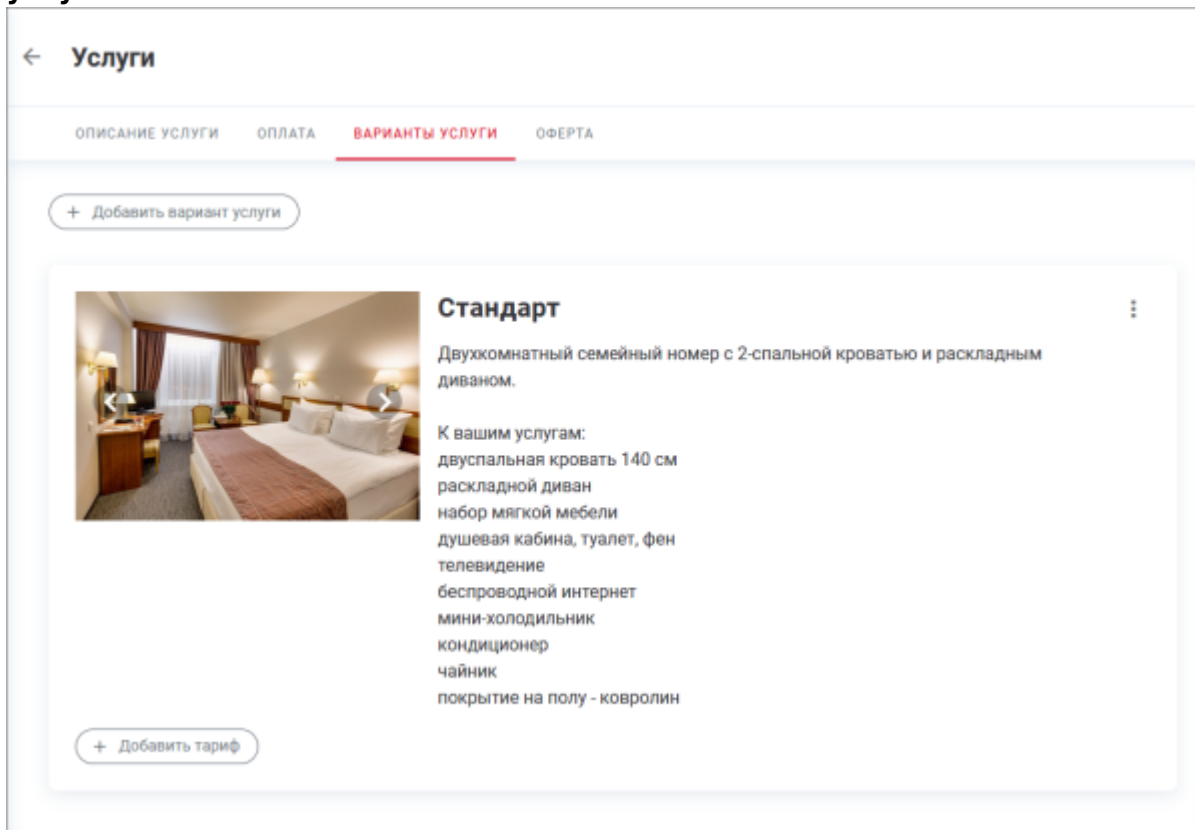 Услуги
ОПИСАНИЕ УСЛУГИ ОПЛАТА ВАРИАНТЫ УСЛУГИ ОФЕРТА
+ Добавить вариант услуги
Стандарт
Двухкомнатный семейный номер с 2-спальной кроватью и раскладным
диваном.
К вашим услугам:
двуспальная кровать 140 см
раскладной диван
набор мягкой мебели
душевая кабина, туалет, фен
телевидение
беспроводной интернет
мини-холодильник
кондиционер
чайник
покрытие на полу - ковролин
+ Добавить тариф